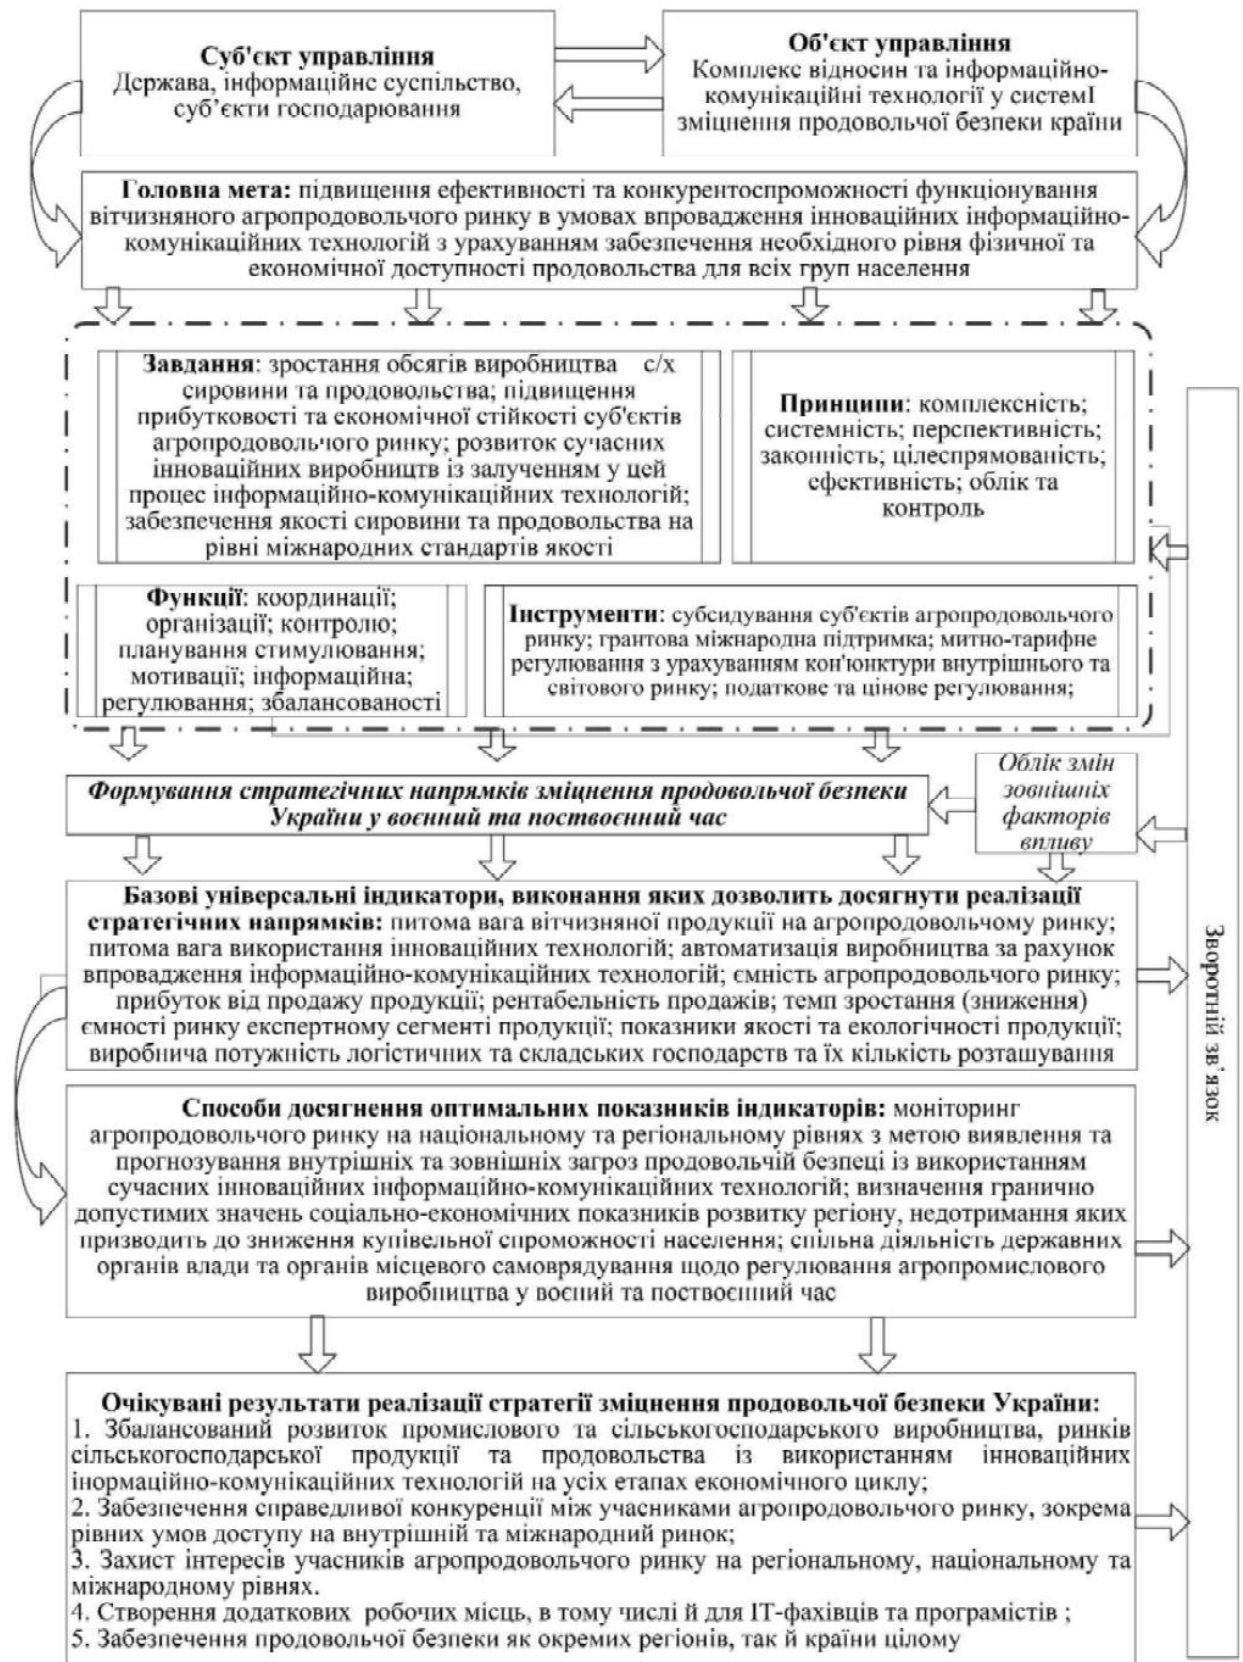 Суб'єкт управління
Держава, інформаційне суспільство,
суб’єкти господарювання
Об'єкт управління
Комплекс відносин та інформаційно-
комунікаційні технології у системІ
зміцнення продовольчої безпеки країни
Головна мета: підвищення ефективності та конкурентоспроможності функціонування
вітчизняного агропродовольчого ринку в умовах впровадження інноваційних інформаційно-
комунікаційних технологій з урахуванням забезпечення необхідного рівня фізичної та
економічної доступності продовольства для всіх груп населення
Завдання: зростання обсягів виробництва с/х
сировини та продовольства; підвищення
прибутковості та економічної стійкості суб'єктів
агропродовольчого ринку; розвиток сучасних
інноваційних виробництв із залученням у цей
процес інформаційно-комунікаційних технологій;
забезпечення якості сировини та продовольства на
рівні міжнародних стандартів якості
Принципи: комплексність;
системність; перспективність;
законність; цілеспрямованість;
ефективність; облік та
контроль
Функції: координації;
організації; контролю;
планування стимулювання;
мотивації; інформаційна;
регулювання; збалансованості
Інструменти: субсидування суб'єктів агропродовольчого
ринку; грантова міжнародна підтримка; митно-тарифне
регулювання з урахуванням кон'юнктури внутрішнього та
світового ринку; податкове та цінове регулювання;
Формування стратегічних напрямків зміцнення продовольчої безпеки
України у воєнний та поствоєнний час
Облік змін
зовнішніх
факторів
впливу
Базові універсальні індикатори, виконання яких дозволить досягнути реалізації
стратегічних напрямків: питома вага вітчизняної продукції на агропродовольчому ринку;
питома вага використання інноваційних технологій; автоматизація виробництва за рахунок
впровадження інформаційно-комунікаційних технологій; ємність агропродовольчого ринку;
прибуток від продажу продукції; рентабельність продажів; темп зростання (зниження)
ємності ринку експертному сегменті продукції; показники якості та екологічності продукції;
виробнича потужність логістичних та складських господарств та їх кількість розташування
Способи досягнення оптимальних показників індикаторів: моніторинг
агропродовольчого ринку на національному та регіональному рівнях з метою виявлення та
прогнозування внутрішніх та зовнішніх загроз продовольчій безпеці із використанням
сучасних інноваційних інформаційно-комунікаційних технологій; визначення гранично
допустимих значень соціально-економічних показників розвитку регіону, недотримання яких
призводить до зниження купівельної спроможності населення; спільна діяльність державних
органів влади та органів місцевого самоврядування щодо регулювання агропромислового
виробництва у воєний та поствоєнний час
Очікувані результати реалізації стратегії зміцнення продовольчої безпеки України:
1. Збалансований розвиток промислового та сільськогосподарського виробництва, ринків
сільськогосподарської продукції та продовольства із використанням інноваційних
інормаційно-комунікаційних технологій на усіх етапах економічного циклу;
2. Забезпечення справедливої конкуренції між учасниками агропродовольчого ринку, зокрема
рівних умов доступу на внутрішній та міжнародний ринок;
3. Захист інтересів учасників агропродовольчого ринку на регіональному, національному та
міжнародному рівнях.
4. Створення додаткових робочих місць, в тому числі й для ІТ-фахівців та програмістів ;
5. Забезпечення продовольчої безпеки як окремих регіонів, так й країни цілому
Зворотній зв’язок